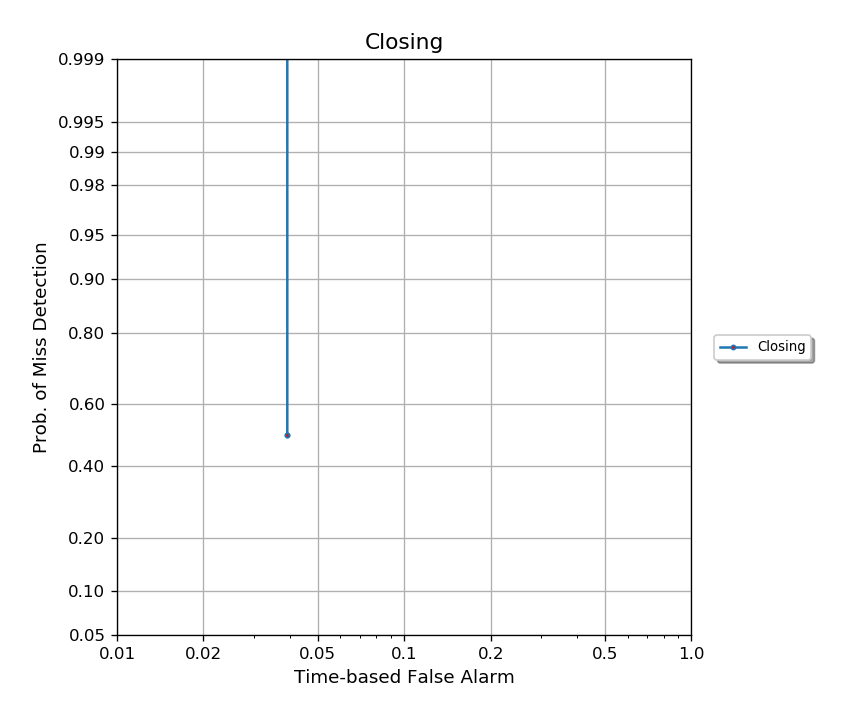 Closing
0.999
0.995
0.99
0.98
0.95
0.90
0.80
0.60
0.40
0.20
0.10
0.05
Prob. of Miss Detection
0.01 0.02 0.05 0.1 0.2 0.5 1.0
Time-based False Alarm
Closing